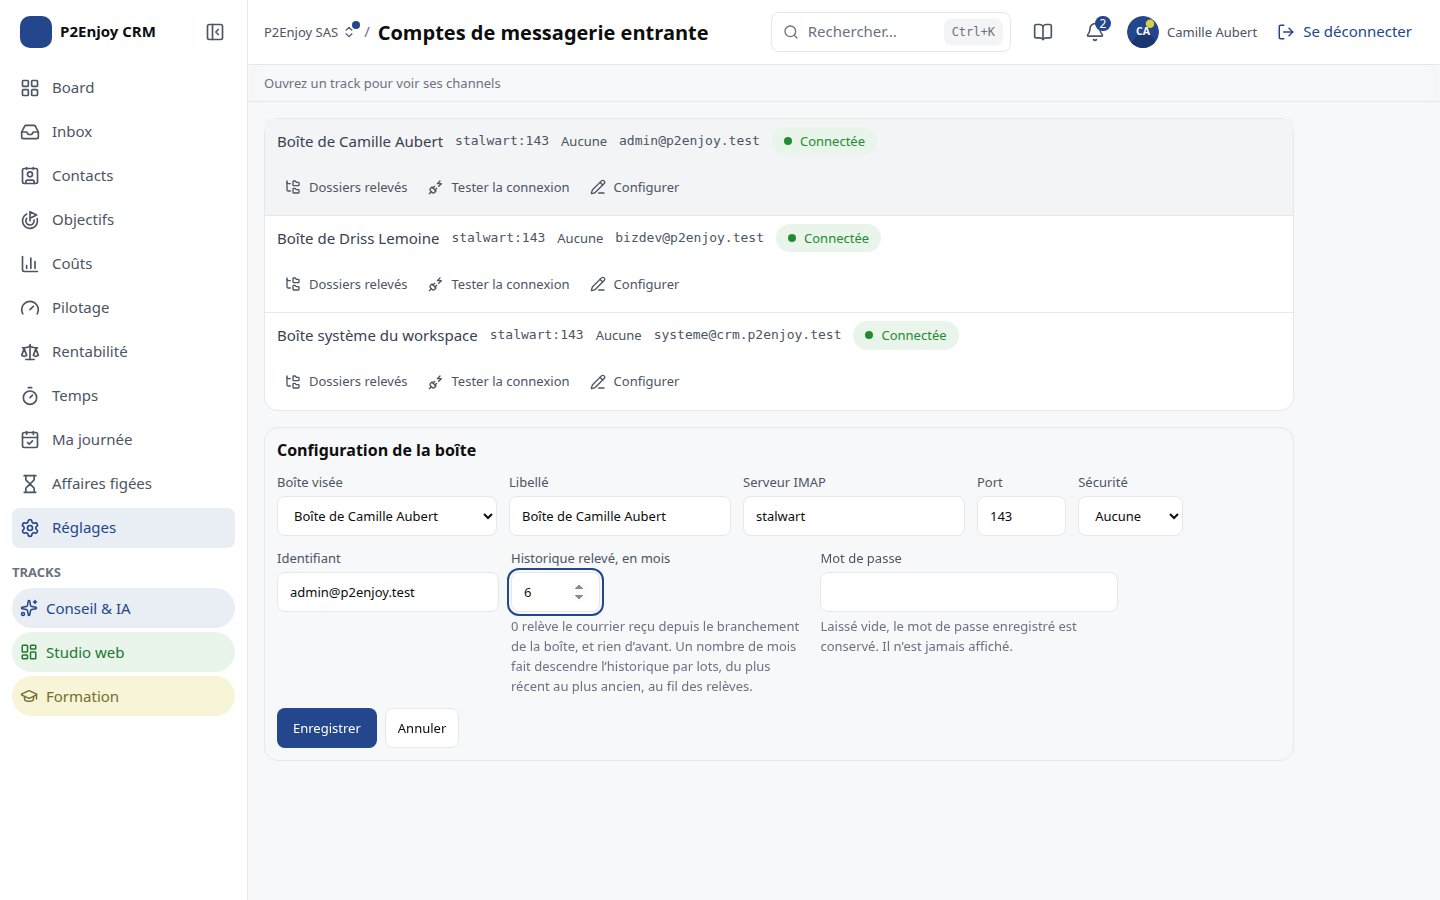 P2Enjoy CRM
Board
Inbox
Contacts
Objectifs
Coûts
Pilotage
Rentabilité
Temps
Ma journée
Affaires figées
Réglages
TRACKS
Conseil & IA
Studio web
Formation
P2Enjoy SAS / Comptes de messagerie entrante
Rechercher... Ctrl+K
2
CA Camille Aubert
Se déconnecter
Ouvrez un track pour voir ses channels
Boîte de Camille Aubert stalwart:143 Aucune admin@p2enjoy.test Connectée
Dossiers relevés Tester la connexion Configurer
Boîte de Driss Lemoine stalwart:143 Aucune bizdev@p2enjoy.test Connectée
Dossiers relevés Tester la connexion Configurer
Boîte système du workspace stalwart:143 Aucune systeme@crm.p2enjoy.test Connectée
Dossiers relevés Tester la connexion Configurer
Configuration de la boîte
Boîte visée Libellé Serveur IMAP Port Sécurité
Boîte de Camille Aubert Boîte de Camille Aubert stalwart 143 Aucune
Identifiant Historique relevé, en mois Mot de passe
admin@p2enjoy.test 6
0 relève le courrier reçu depuis le branchement
de la boîte, et rien d’avant. Un nombre de mois
fait descendre l’historique par lots, du plus
récent au plus ancien, au fil des relèves.
Laissé vide, le mot de passe enregistré est
conservé. Il n'est jamais affiché.
Enregistrer Annuler